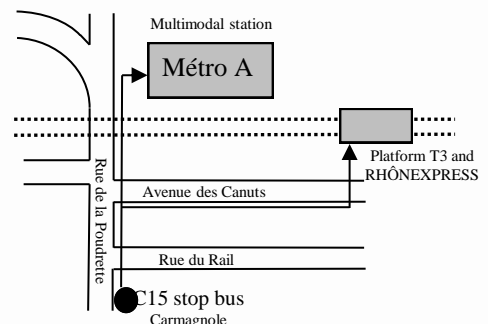 Multimodal station
Métro A
Platform T3 and
RHÔNEXPRESS
Rue de la Poudrette
Avenue des Canuts
Rue du Rail
C15 stop bus
Carmagnole